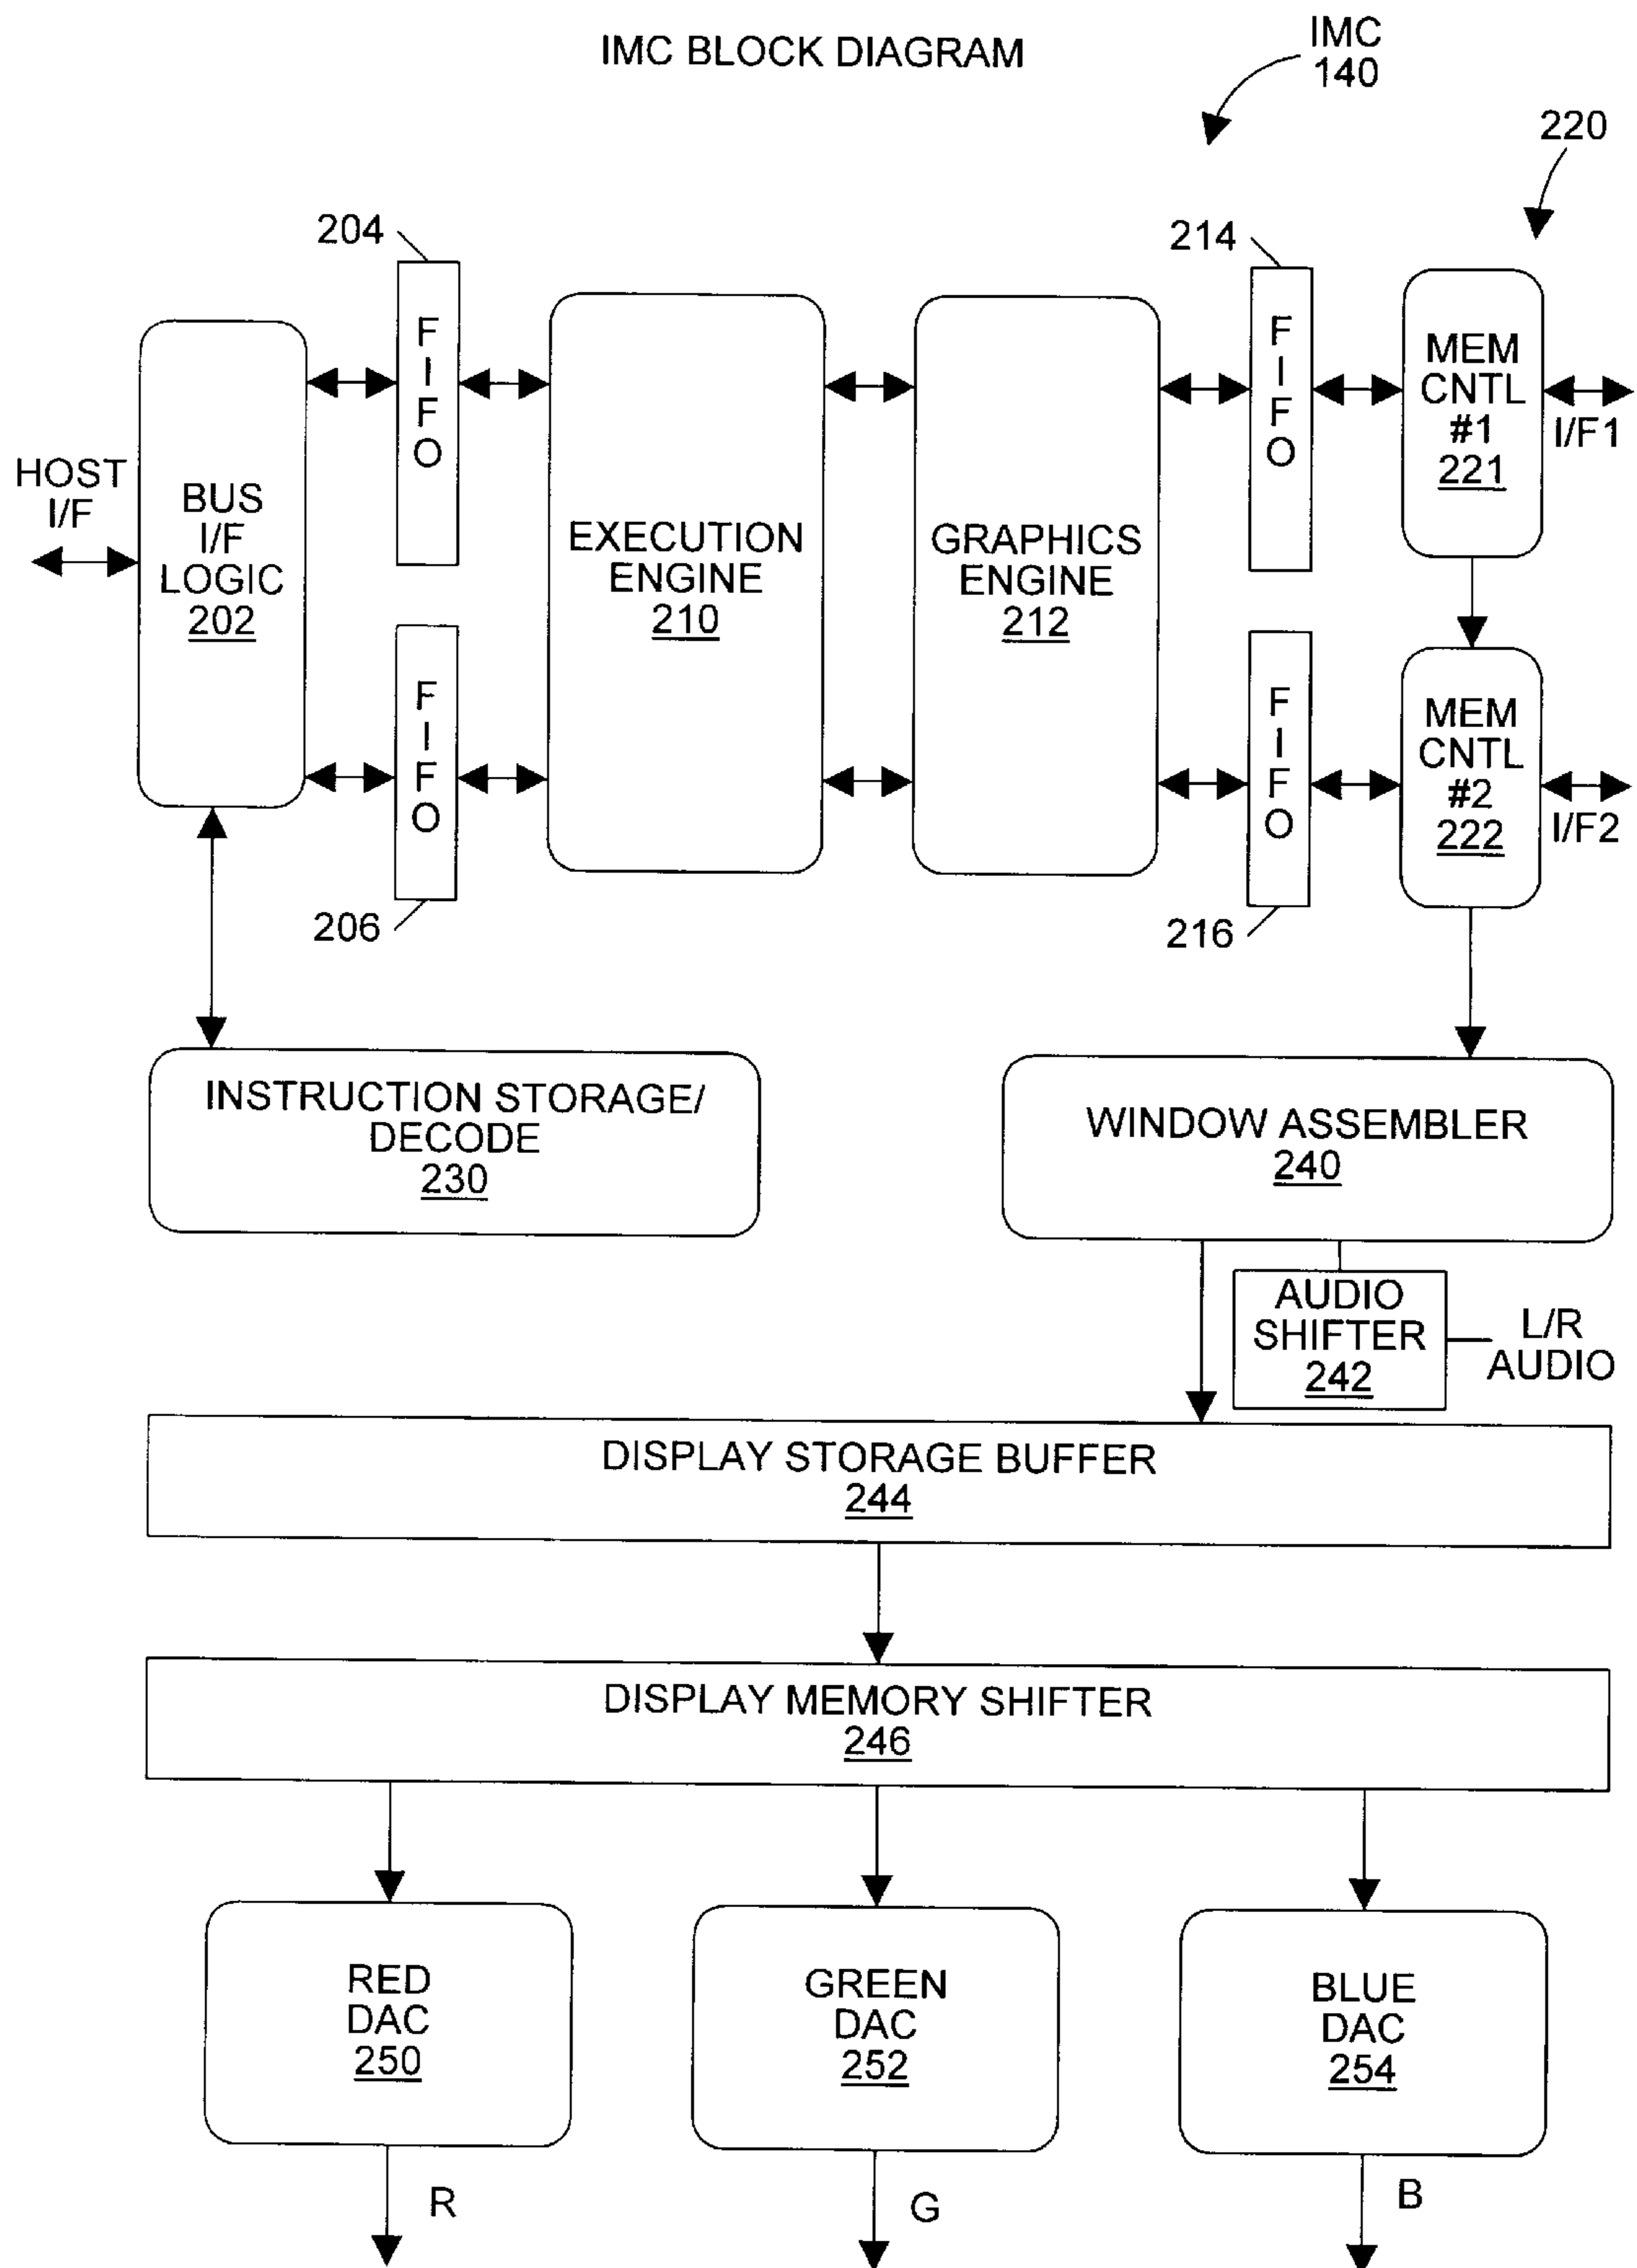 IMC BLOCK DIAGRAM
IMC
140
220
204
214
F
I
F
O
F
I
F
O
MEM
CNTL
#1
221
I/F1
HOST
I/F
BUS
I/F
LOGIC
202
EXECUTION
ENGINE
210
GRAPHICS
ENGINE
212
F
I
F
O
F
I
F
O
MEM
CNTL
#2
222
I/F2
206
216
INSTRUCTION STORAGE/
DECODE
230
WINDOW ASSEMBLER
240
AUDIO
SHIFTER
242
L/R
AUDIO
DISPLAY STORAGE BUFFER
244
DISPLAY MEMORY SHIFTER
246
RED
DAC
250
GREEN
DAC
252
BLUE
DAC
254
R
G
B